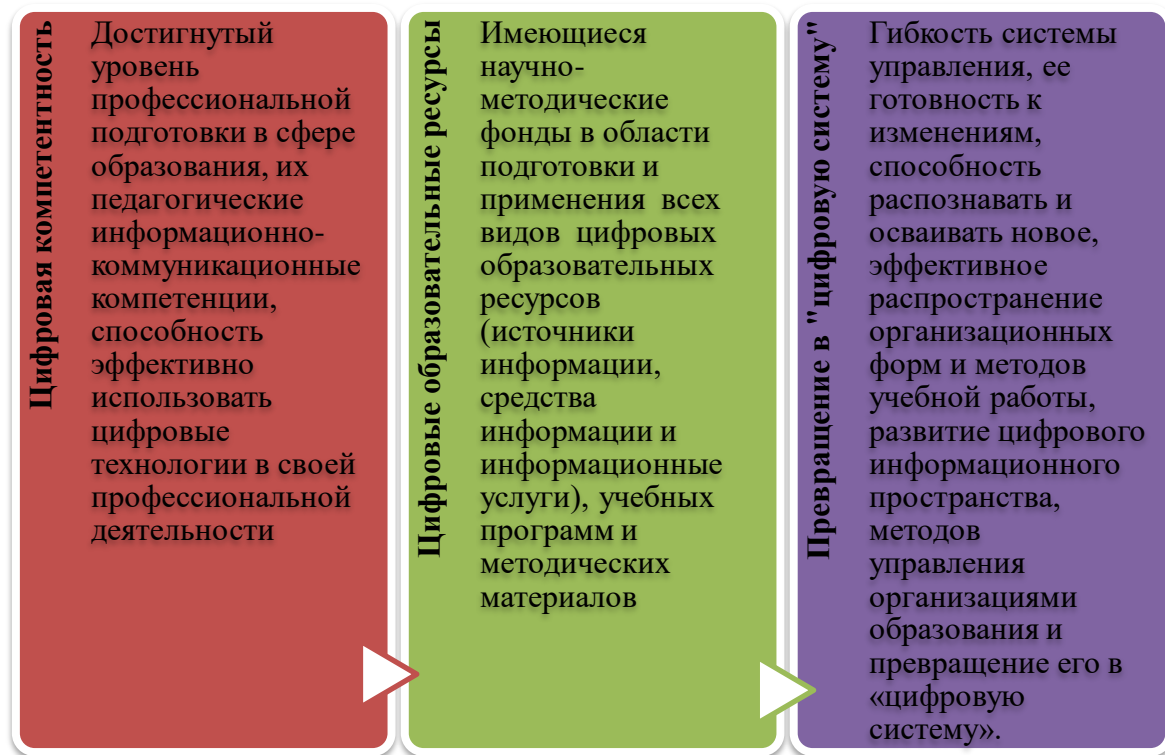 Цифровая компетентность
Достигнутый
уровень
профессиональной
подготовки в сфере
образования, их
педагогические
информационно-
коммуникационные
компетенции,
способность
эффективно
использовать
цифровые
технологии в своей
профессиональной
деятельности
Цифровые образовательные ресурсы
Имеющиеся
научно-
методические
фонды в области
подготовки и
применения всех
видов цифровых
образовательных
ресурсов
(источники
информации,
средства
информации и
информационные
услуги), учебных
программ и
методических
материалов
Превращение в "цифровую систему"
Гибкость системы
управления, ее
готовность к
изменениям,
способность
распознавать и
осваивать новое,
эффективное
распространение
организационных
форм и методов
учебной работы,
развитие цифрового
информационного
пространства,
методов
управления
организациями
образования и
превращение его в
«цифровую
систему».